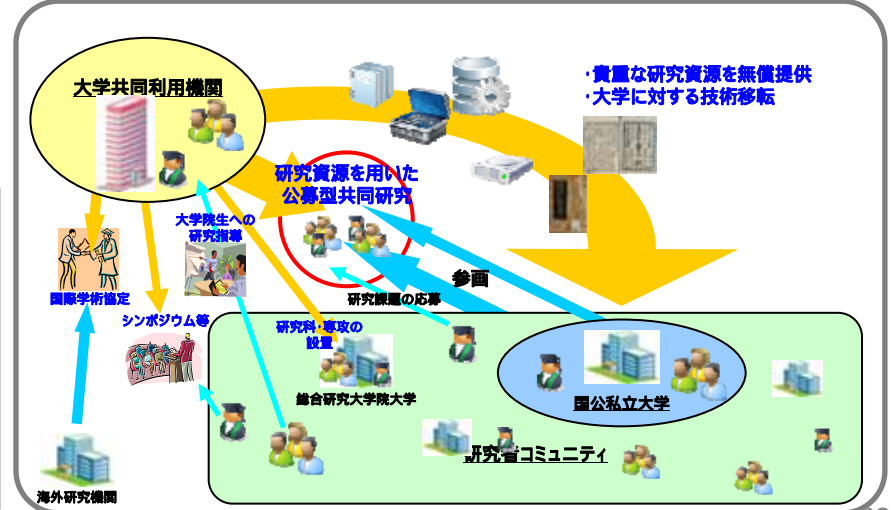 大学共同利用機関
・貴重な研究資源を無償提供
・大学に対する技術移転
研究資源を用いた
公募型共同研究
大学院生への
研究指導
国際学術協定
シンポジウム等
参画
研究課題の応募
研究科・専攻の
設置
総合研究大学院大学
国公私立大学
研究者コミュニティ
海外研究機関